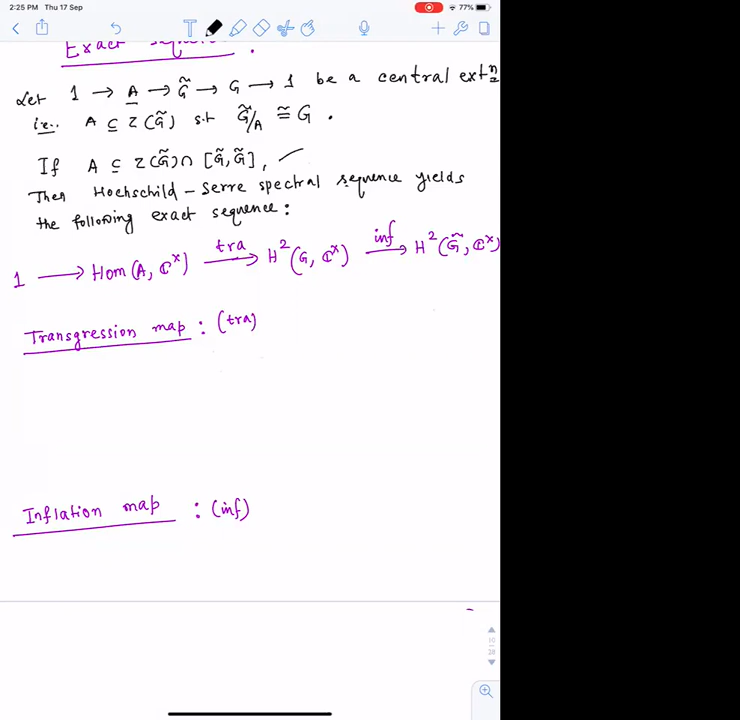 2:25 PM Thu 17 Sep
77%
Exact
Let 1 → A → G̃ → G → 1 be a central extⁿ
i.e., A ⊆ Z(G̃) s.t G̃/A ≅ G .
If A ⊆ Z(G̃) ∩ [G̃, G̃],
Then Hochschild - Serre spectral sequence yields
the following exact sequence :
1 → Hom(A, ℂˣ) —tra→ H²(G, ℂˣ) —inf→ H²(G̃, ℂˣ)
Transgression map : (tra)
Inflation map : (inf)